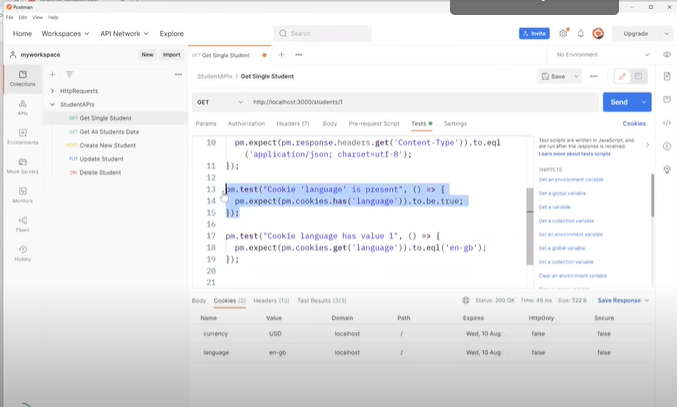 Postman
File Edit View Help
Home Workspaces API Network Explore
Search
Invite
Upgrade
myworkspace
New Import
GET Get Single Student
No Environment
Collections
APIs
Environments
Mock Servers
Monitors
Flows
History
HttpRequests
StudentAPIs
GET Get Single Student
GET Get All Students Data
POST Create New Student
PUT Update Student
DEL Delete Student
StudentAPIs / Get Single Student
Save
GET http://localhost:3000/students/1
Send
Params Authorization Headers (7) Body Pre-request Script Tests Settings
Cookies
10 pm.expect(pm.response.headers.get('Content-Type')).to.eql
('application/json; charset=utf-8');
11 });
12
13 pm.test("Cookie 'language' is present", () => {
14 pm.expect(pm.cookies.has('language')).to.be.true;
15 });
16
17 pm.test("Cookie language has value 1", () => {
18 pm.expect(pm.cookies.get('language')).to.eql('en-gb');
19 });
20
21
Test scripts are written in JavaScript, and
are run after the response is received.
Learn more about tests scripts
SNIPPETS
Get an environment variable
Get a global variable
Get a variable
Get a collection variable
Set an environment variable
Set a global variable
Set a collection variable
Clear an environment variable
Body Cookies (2) Headers (12) Test Results (3/3)
Status: 200 OK Time: 46 ms Size: 522 B Save Response
Name Value Domain Path Expires HttpOnly Secure
currency USD localhost / Wed, 10 Aug ... false false
language en-gb localhost / Wed, 10 Aug ... false false